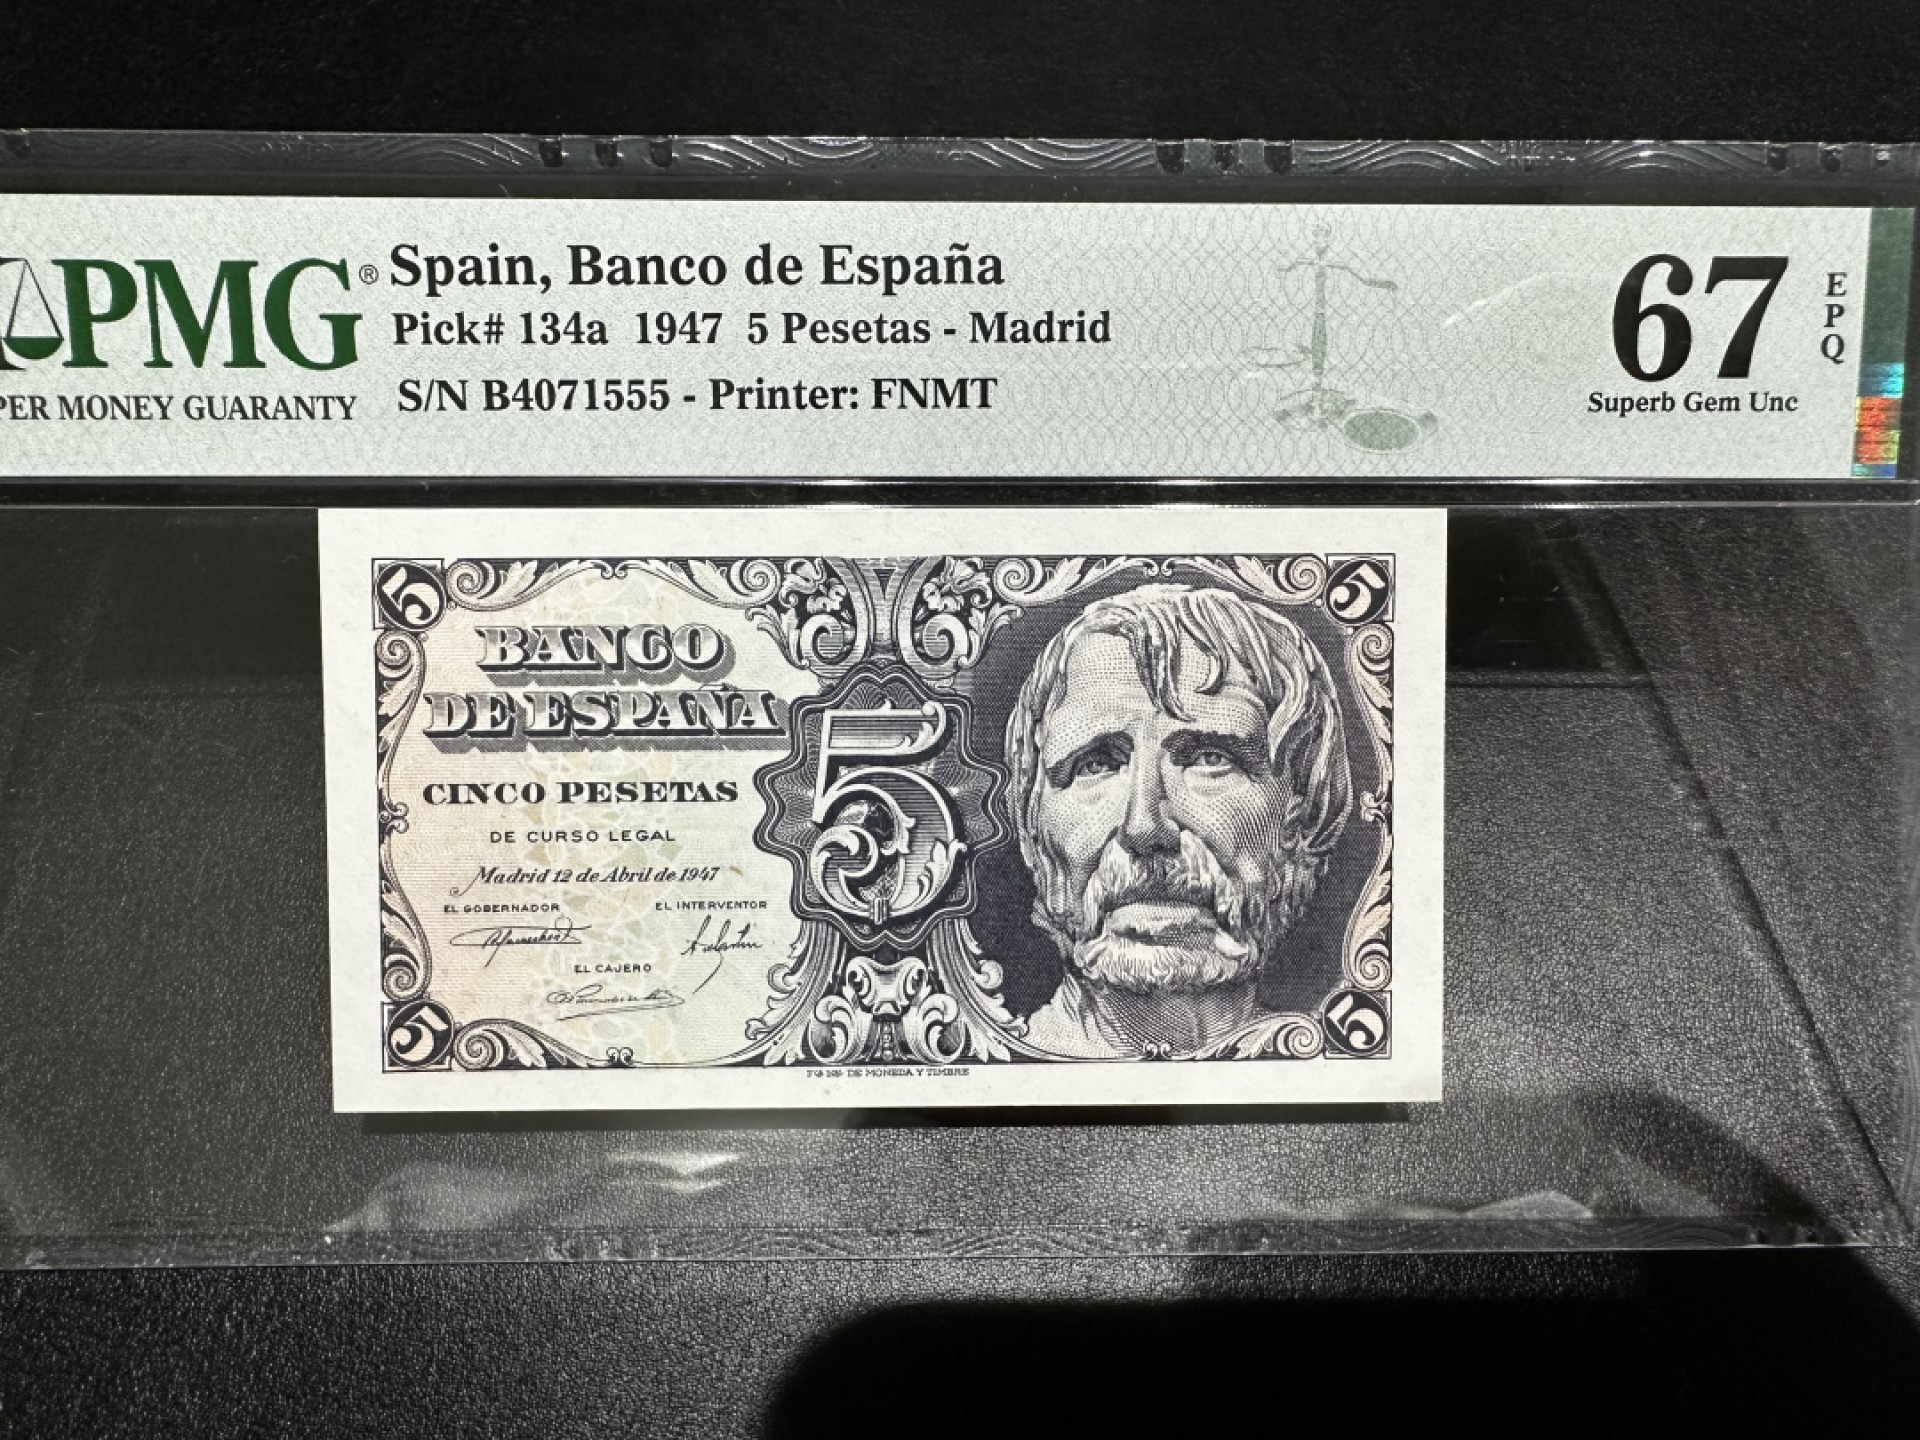 PMG®
PER MONEY GUARANTY
Spain, Banco de España
Pick# 134a 1947 5 Pesetas - Madrid
S/N B4071555 - Printer: FNMT
67
EPQ
Superb Gem Unc
5
5
BANCO
DE ESPAÑA
5
CINCO PESETAS
DE CURSO LEGAL
Madrid 12 de Abril de 1947
EL GOBERNADOR
EL INTERVENTOR
EL CAJERO
5
5
DE MONEDA Y TIMBRE